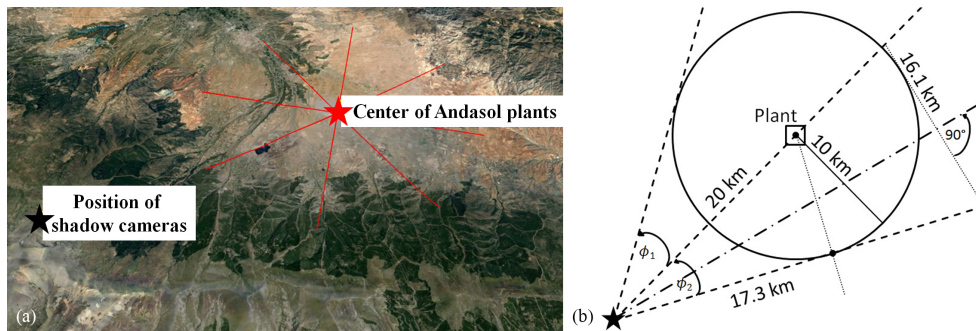 Center of Andasol plants
Position of
shadow cameras
(a)
Plant
10 km
20 km
16.1 km
90°
ϕ1
ϕ2
17.3 km
(b)